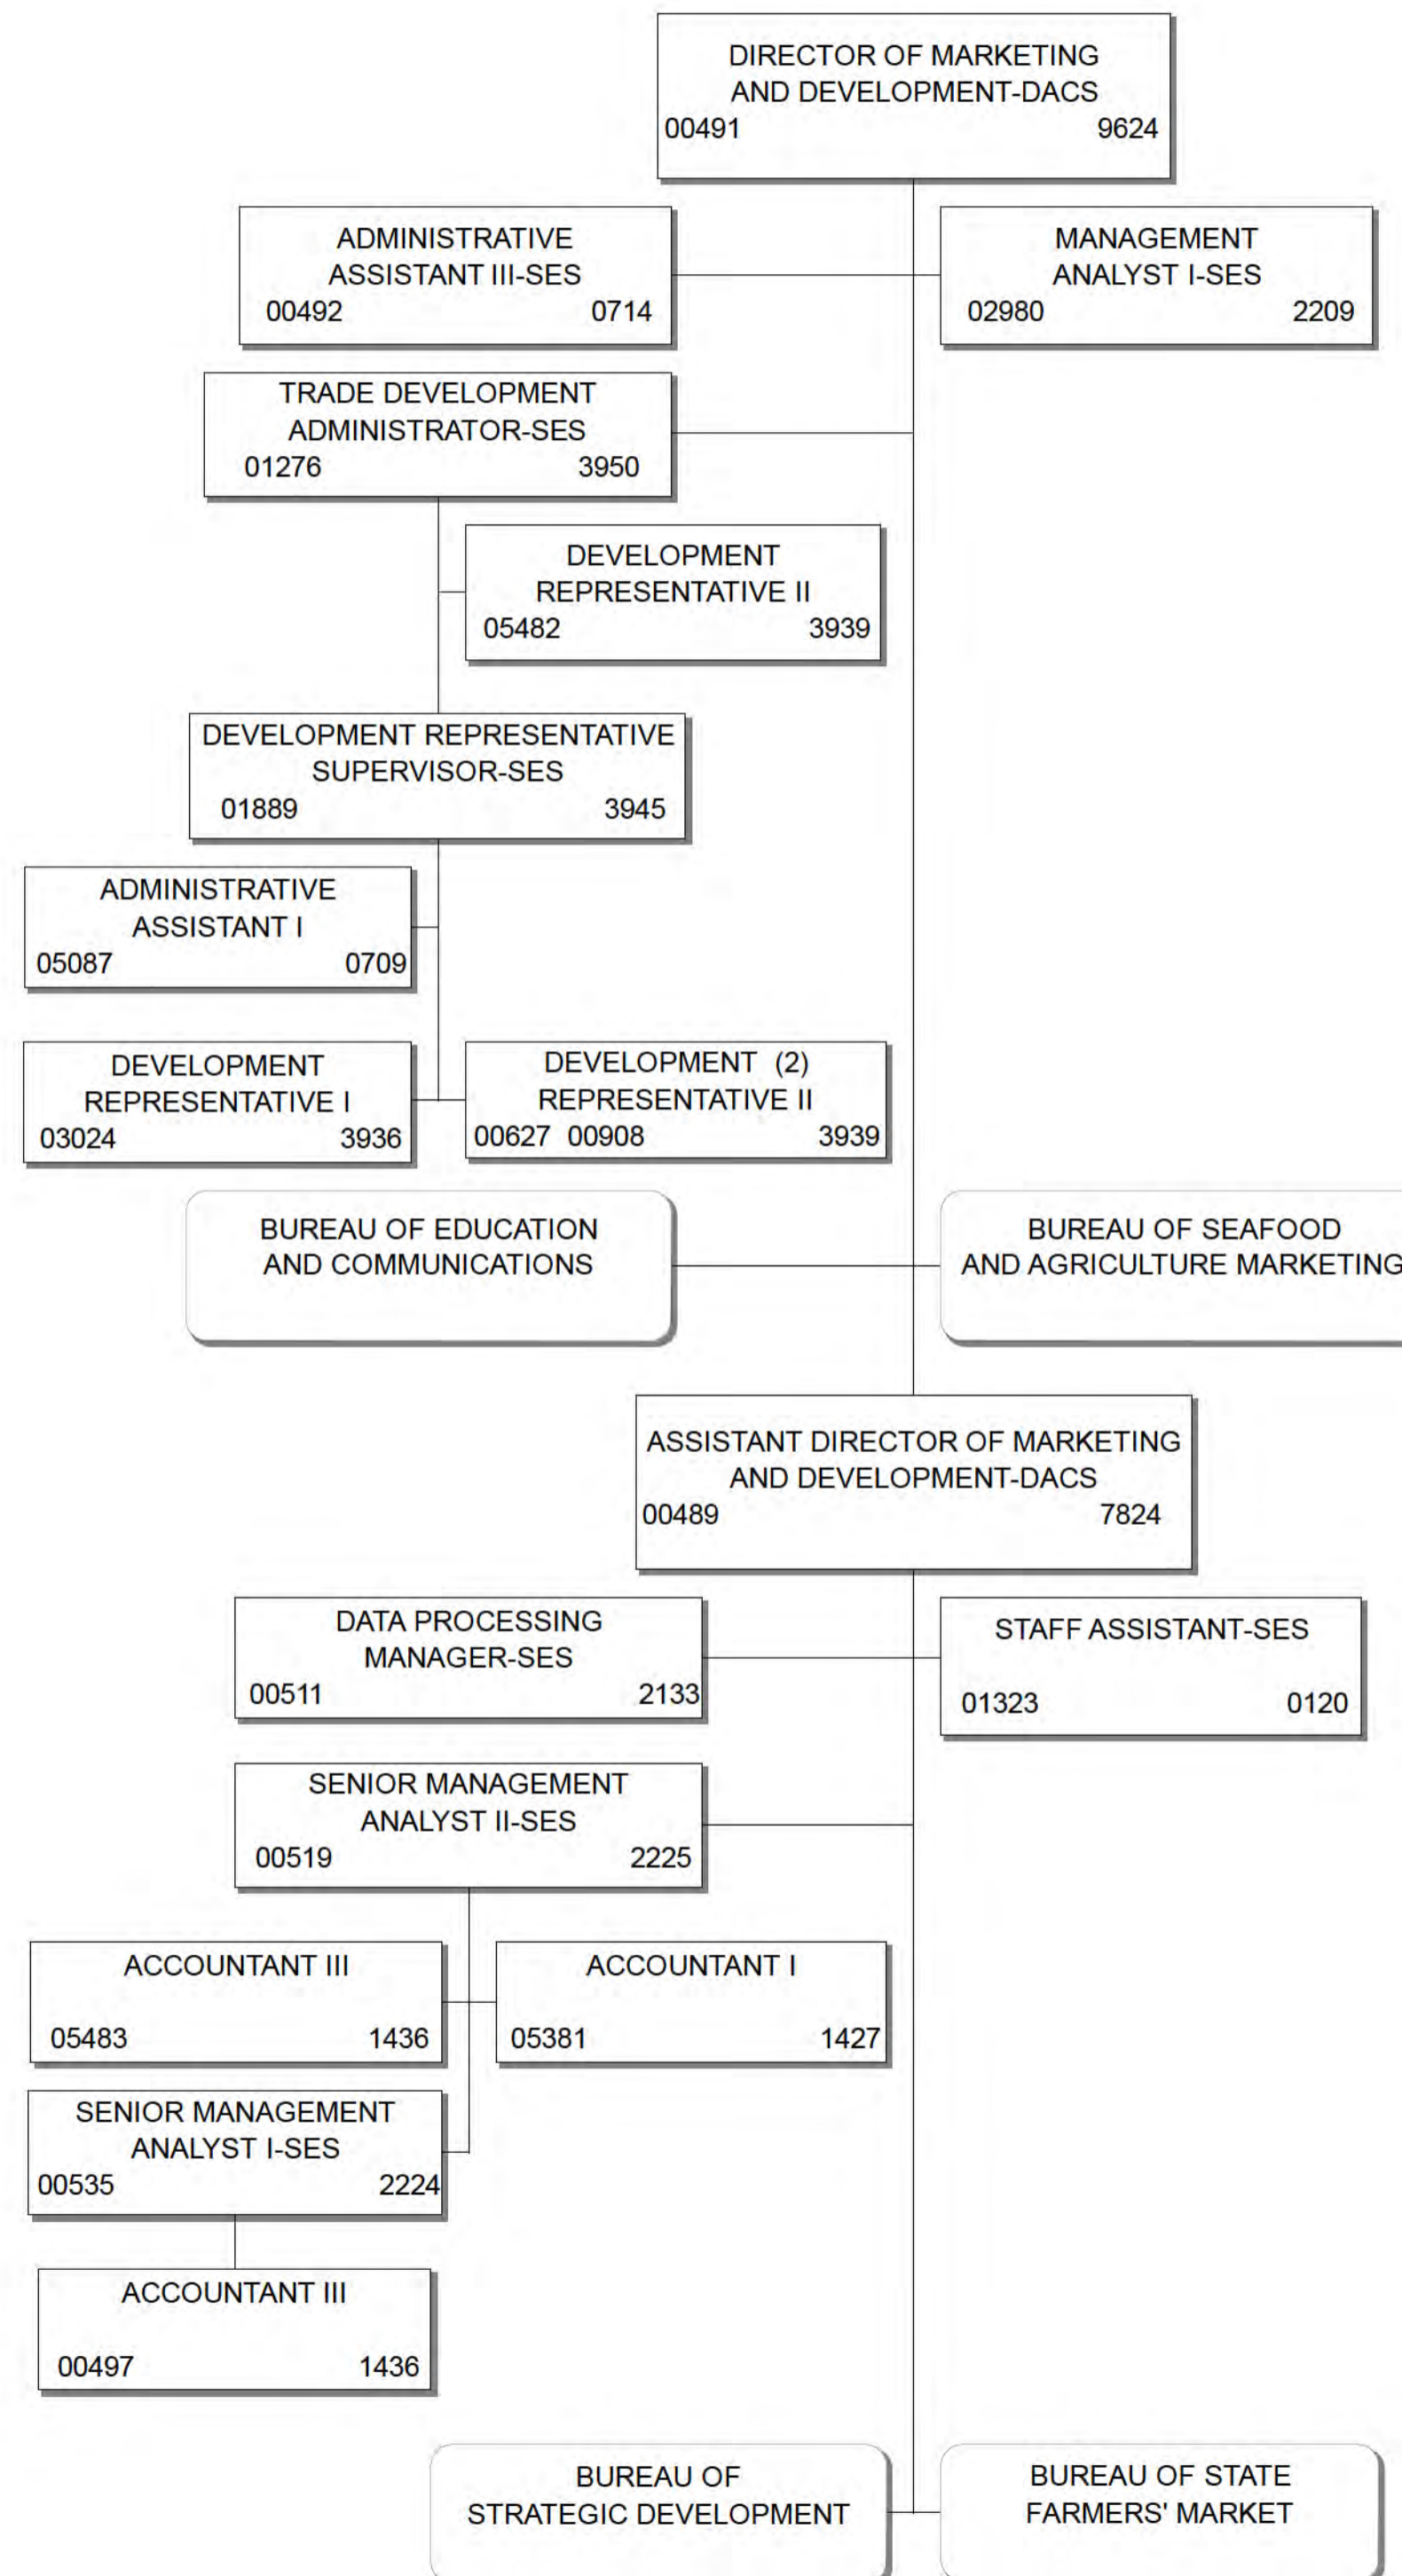 DIRECTOR OF MARKETING
AND DEVELOPMENT-DACS
00491 9624
ADMINISTRATIVE
ASSISTANT III-SES
00492 0714
MANAGEMENT
ANALYST I-SES
02980 2209
TRADE DEVELOPMENT
ADMINISTRATOR-SES
01276 3950
DEVELOPMENT
REPRESENTATIVE II
05482 3939
DEVELOPMENT REPRESENTATIVE
SUPERVISOR-SES
01889 3945
ADMINISTRATIVE
ASSISTANT I
05087 0709
DEVELOPMENT
REPRESENTATIVE I
03024 3936
DEVELOPMENT (2)
REPRESENTATIVE II
00627 00908 3939
BUREAU OF EDUCATION
AND COMMUNICATIONS
BUREAU OF SEAFOOD
AND AGRICULTURE MARKETING
ASSISTANT DIRECTOR OF MARKETING
AND DEVELOPMENT-DACS
00489 7824
DATA PROCESSING
MANAGER-SES
00511 2133
STAFF ASSISTANT-SES
01323 0120
SENIOR MANAGEMENT
ANALYST II-SES
00519 2225
ACCOUNTANT III
05483 1436
ACCOUNTANT I
05381 1427
SENIOR MANAGEMENT
ANALYST I-SES
00535 2224
ACCOUNTANT III
00497 1436
BUREAU OF
STRATEGIC DEVELOPMENT
BUREAU OF STATE
FARMERS' MARKET